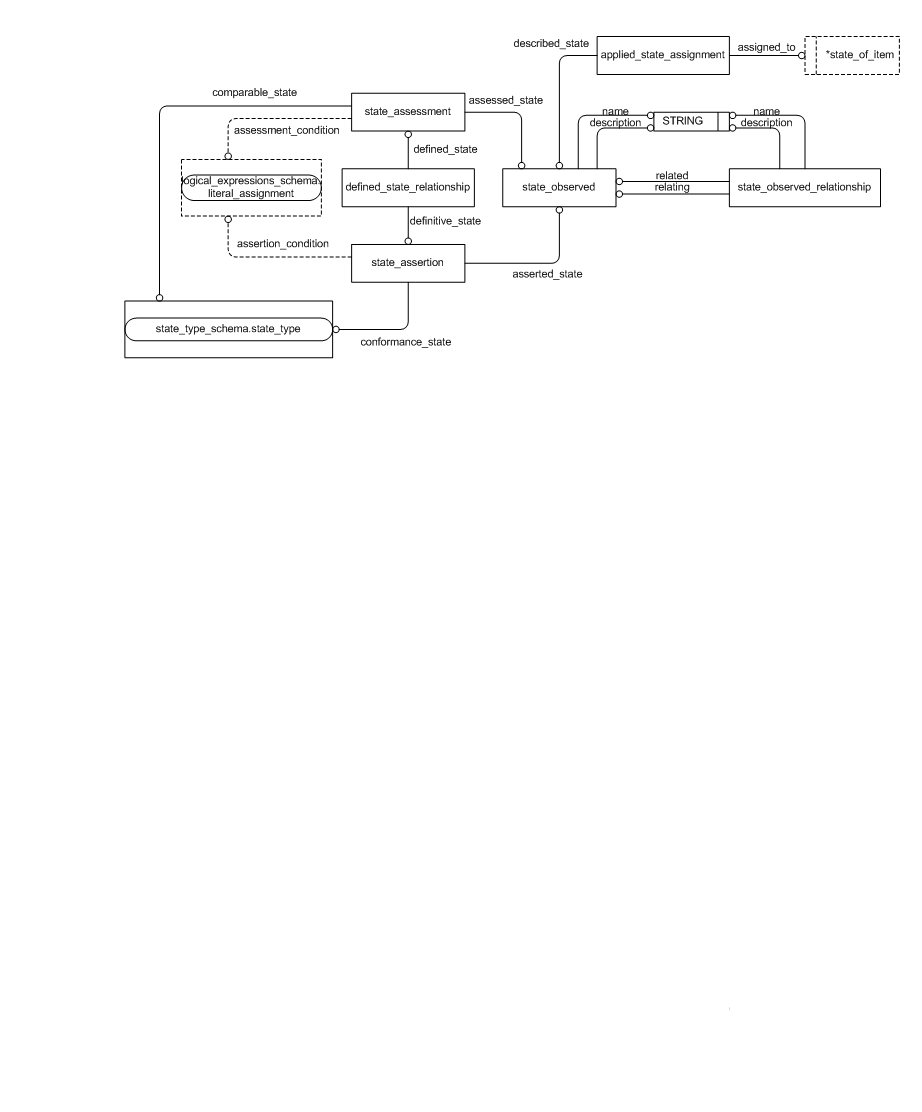 described_state
applied_state_assignment
assigned_to
*state_of_item
comparable_state
state_assessment
assessed_state
name
description
STRING
name
description
assessment_condition
defined_state
ogical_expressions_schema.
literal_assignment
defined_state_relationship
state_observed
related
relating
state_observed_relationship
definitive_state
assertion_condition
state_assertion
asserted_state
state_type_schema.state_type
conformance_state